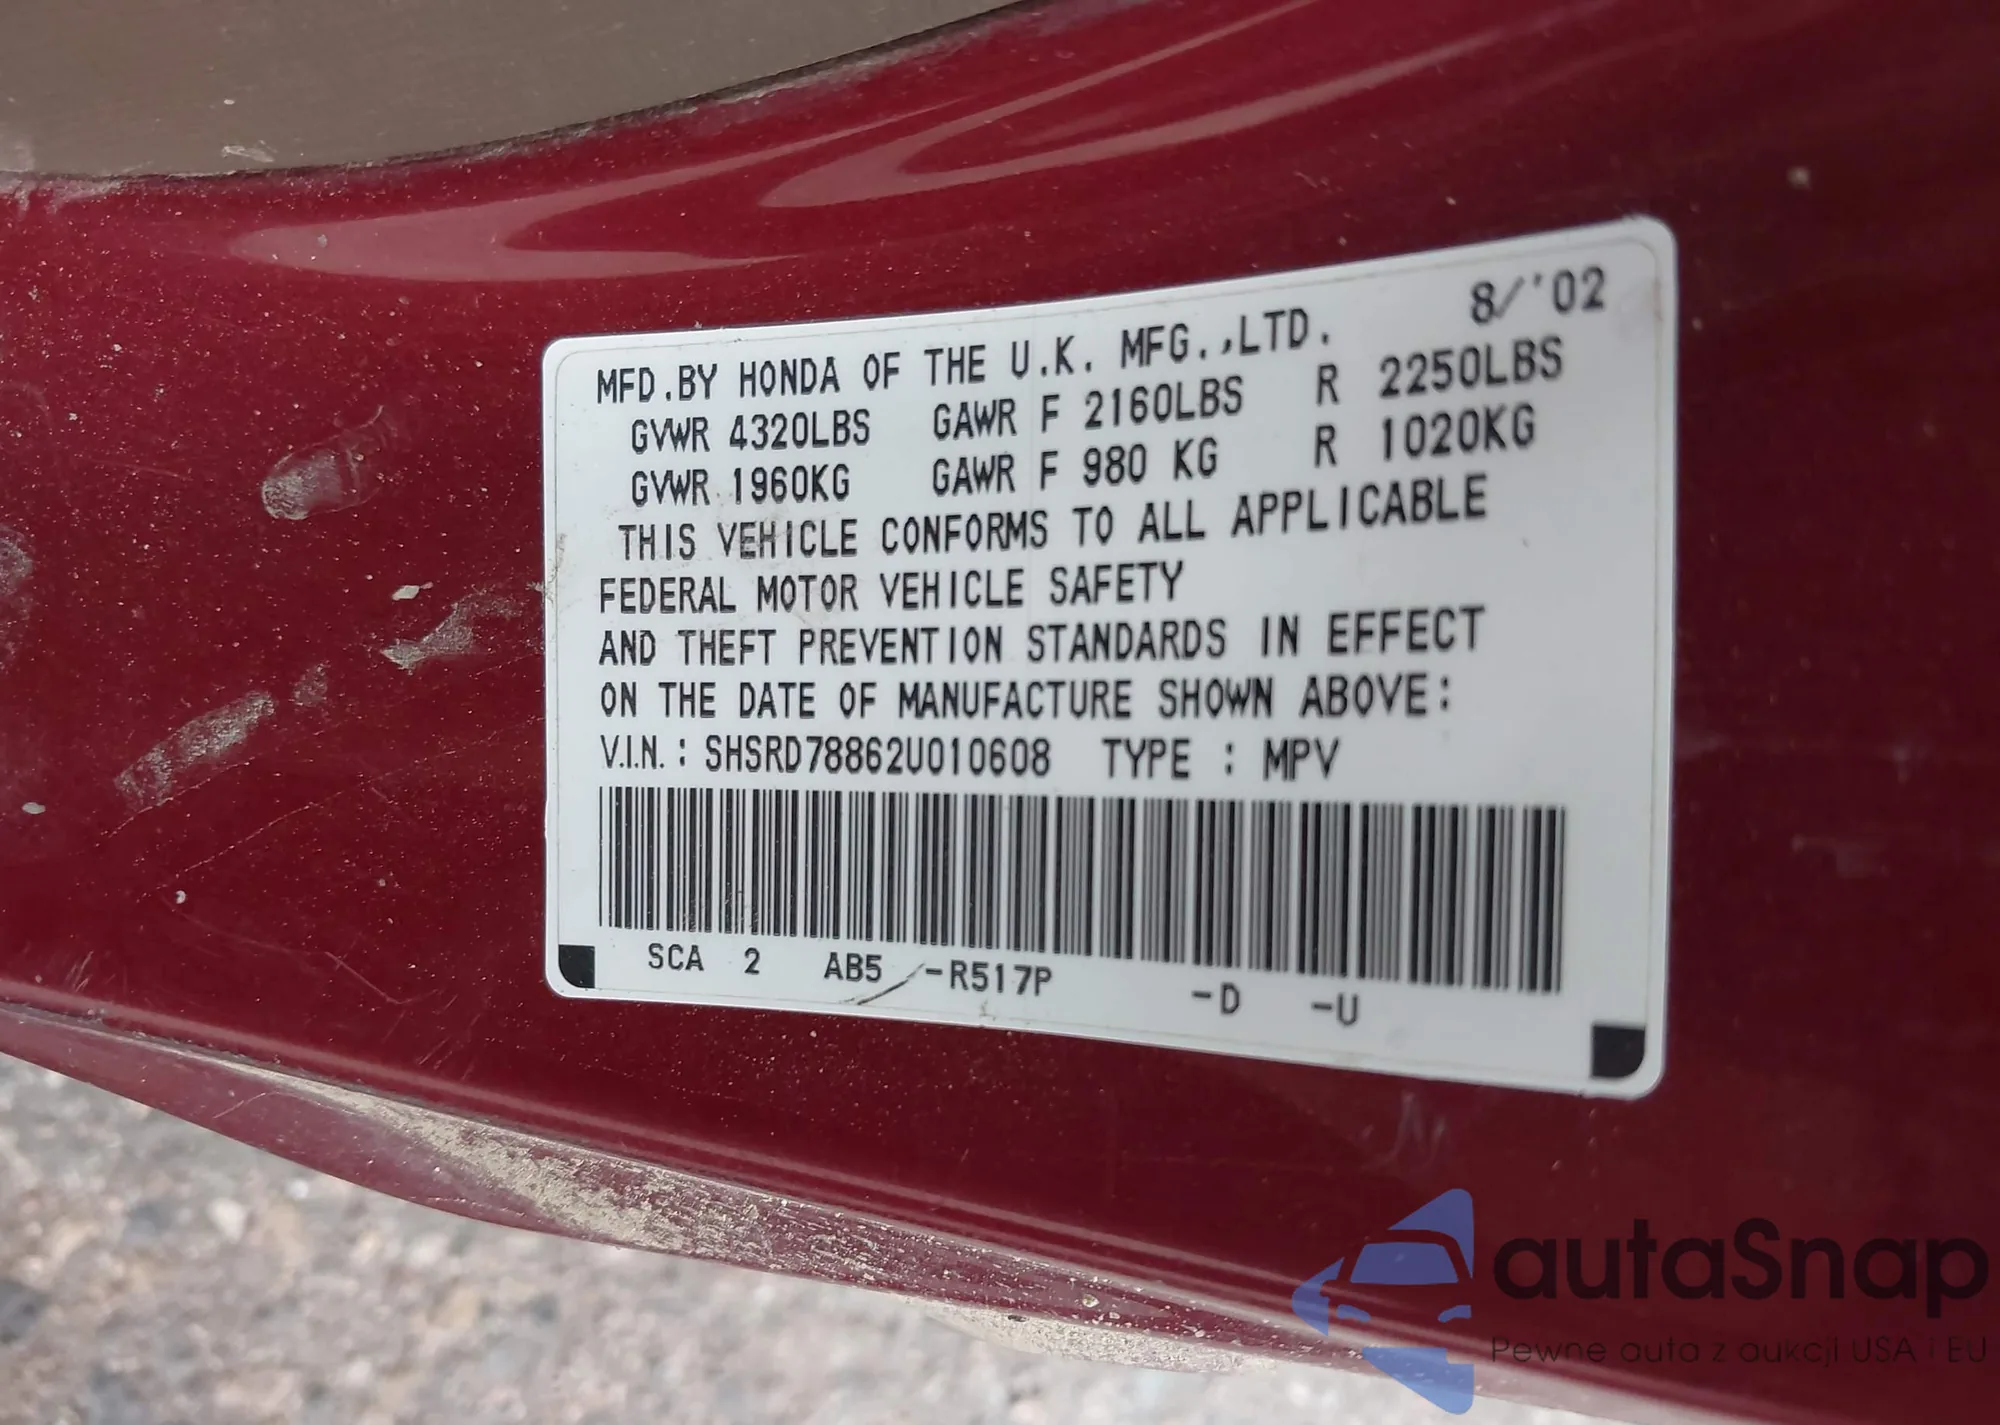 8/'02
MFD.BY HONDA OF THE U.K. MFG.,LTD.
GVWR 4320LBS GAWR F 2160LBS R 2250LBS
GVWR 1960KG GAWR F 980 KG R 1020KG
THIS VEHICLE CONFORMS TO ALL APPLICABLE
FEDERAL MOTOR VEHICLE SAFETY
AND THEFT PREVENTION STANDARDS IN EFFECT
ON THE DATE OF MANUFACTURE SHOWN ABOVE:
V.I.N. : SHSRD78862U010608 TYPE : MPV
SCA 2 AB5 -R517P -D -U
autaSnap
Pewne auta z aukcji USA i EU